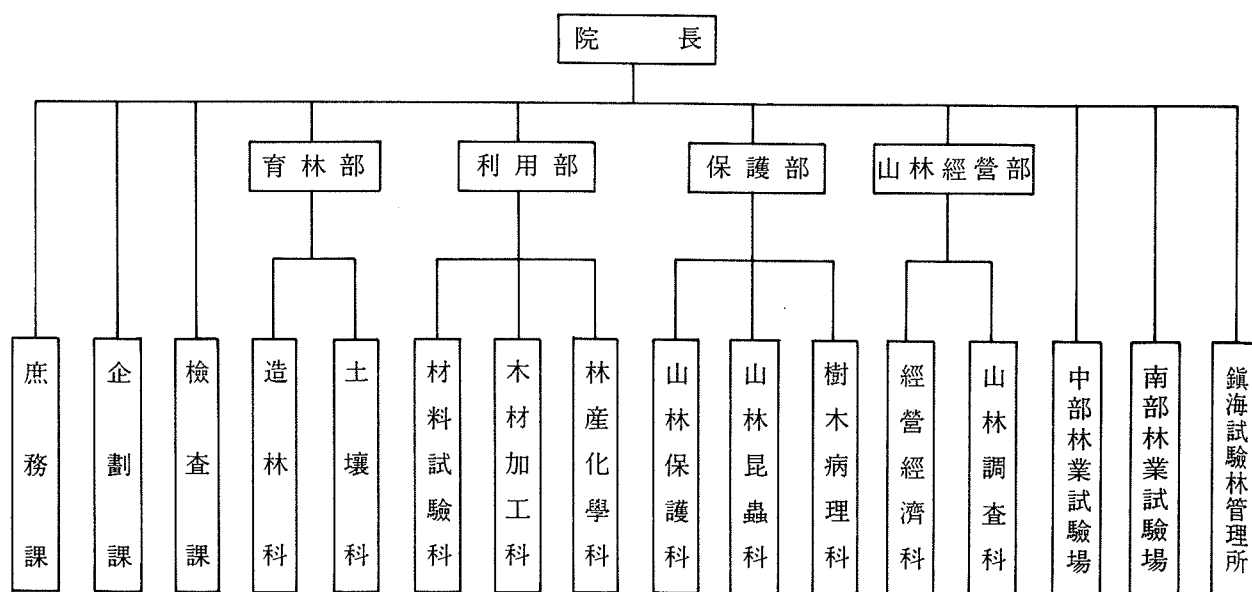 院長
育林部
利用部
保護部
山林經營部
庶務課
企劃課
檢査課
造林科
土壤科
材料試驗科
木材加工科
林産化學科
山林保護科
山林昆蟲科
樹木病理科
經營經濟科
山林調査科
中部林業試驗場
南部林業試驗場
鎭海試驗林管理所